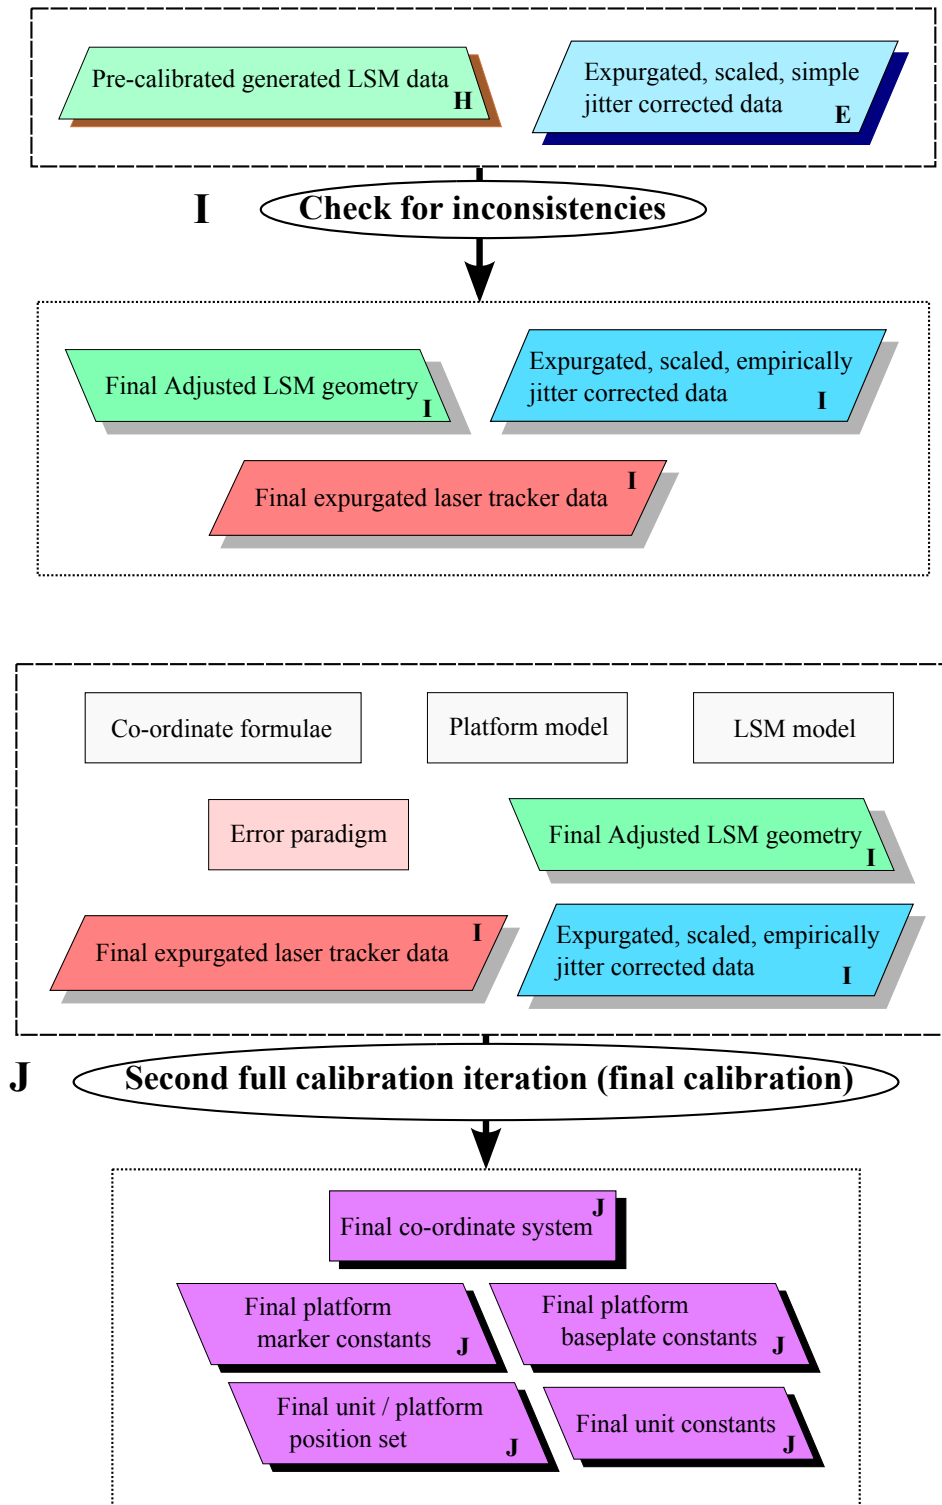 Pre-calibrated generated LSM data
H
Expurgated, scaled, simple
jitter corrected data
E
I
Check for inconsistencies
Final Adjusted LSM geometry
I
Expurgated, scaled, empirically
jitter corrected data
I
Final expurgated laser tracker data
I
Co-ordinate formulae
Platform model
LSM model
Error paradigm
Final Adjusted LSM geometry
I
Final expurgated laser tracker data
I
Expurgated, scaled, empirically
jitter corrected data
I
J
Second full calibration iteration (final calibration)
Final co-ordinate system
J
Final platform
marker constants
J
Final platform
baseplate constants
J
Final unit / platform
position set
J
Final unit constants
J